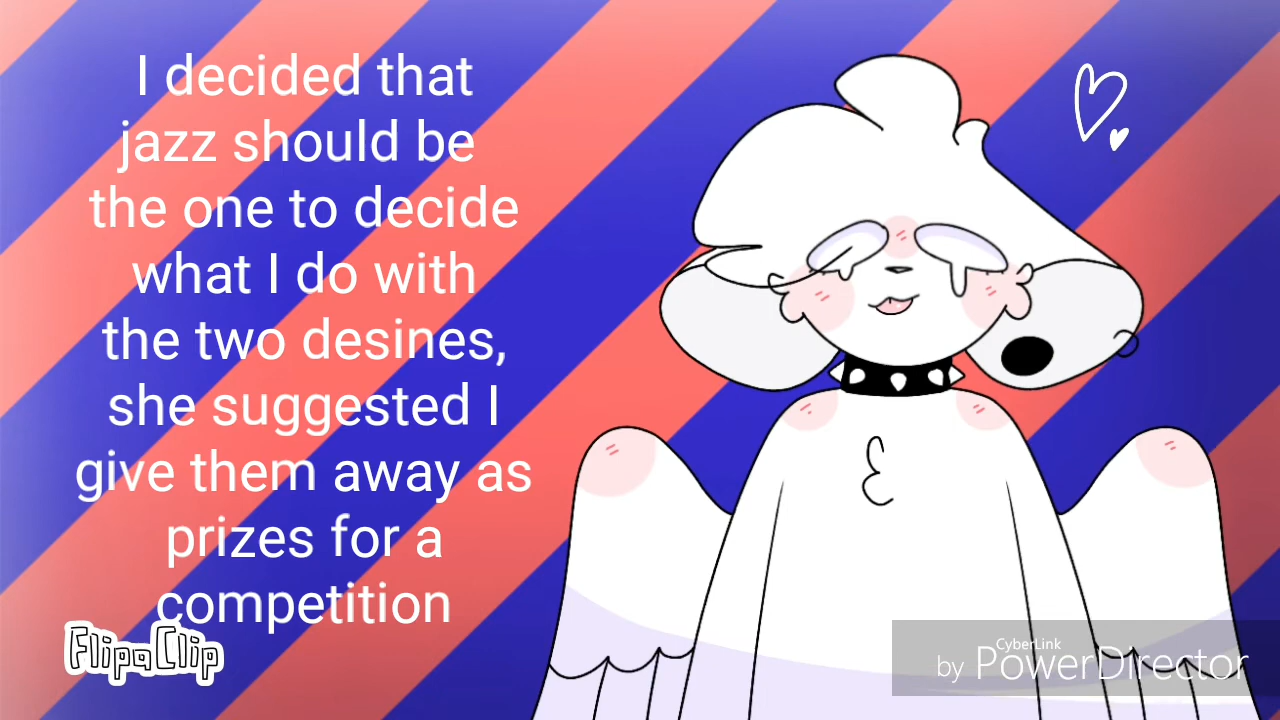 I decided that
jazz should be
the one to decide
what I do with
the two desines,
she suggested I
give them away as
prizes for a
competition
FlipaClip
CyberLink
by PowerDirector